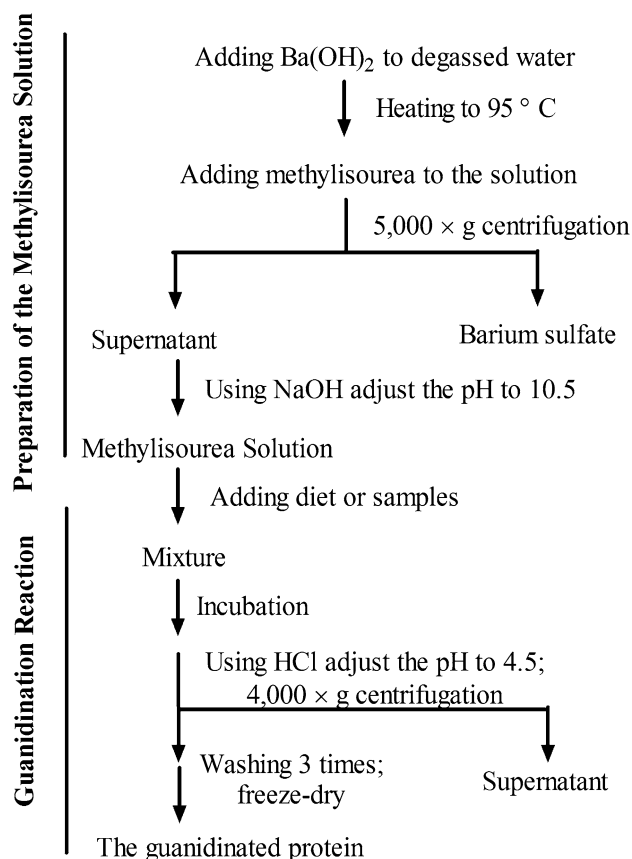 Preparation of the Methylisourea Solution
Adding Ba(OH)₂ to degassed water
Heating to 95 ° C
Adding methylisourea to the solution
5,000 × g centrifugation
Supernatant
Barium sulfate
Using NaOH adjust the pH to 10.5
Methylisourea Solution
Adding diet or samples
Guanidination Reaction
Mixture
Incubation
Using HCl adjust the pH to 4.5;
4,000 × g centrifugation
Washing 3 times;
freeze-dry
Supernatant
The guanidinated protein